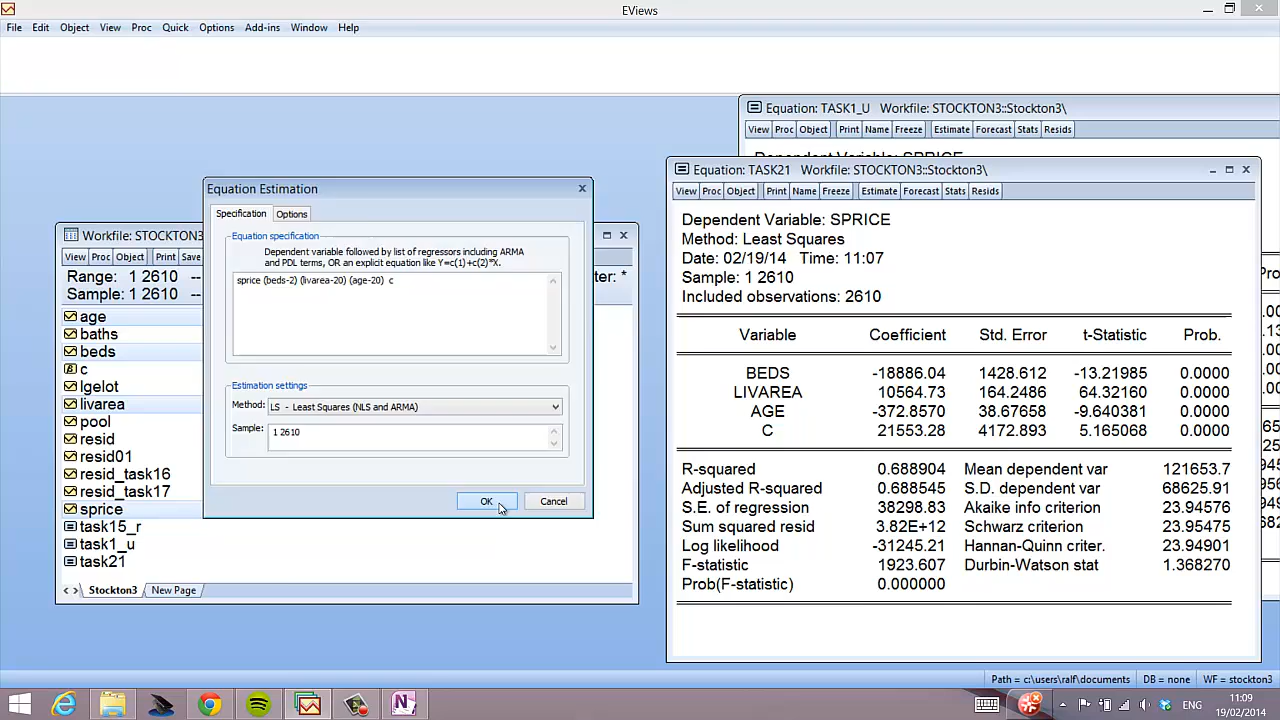 EViews
File Edit Object View Proc Quick Options Add-ins Window Help
Equation: TASK1_U Workfile: STOCKTON3::Stockton3\
View Proc Object Print Name Freeze Estimate Forecast Stats Resids
Equation: TASK21 Workfile: STOCKTON3::Stockton3\
View Proc Object Print Name Freeze Estimate Forecast Stats Resids
Dependent Variable: SPRICE
Method: Least Squares
Date: 02/19/14 Time: 11:07
Sample: 1 2610
Included observations: 2610
Variable Coefficient Std. Error t-Statistic Prob.
BEDS -18886.04 1428.612 -13.21985 0.0000
LIVAREA 10564.73 164.2486 64.32160 0.0000
AGE -372.8570 38.67658 -9.640381 0.0000
C 21553.28 4172.893 5.165068 0.0000
R-squared 0.688904 Mean dependent var 121653.7
Adjusted R-squared 0.688545 S.D. dependent var 68625.91
S.E. of regression 38298.83 Akaike info criterion 23.94576
Sum squared resid 3.82E+12 Schwarz criterion 23.95475
Log likelihood -31245.21 Hannan-Quinn criter. 23.94901
F-statistic 1923.607 Durbin-Watson stat 1.368270
Prob(F-statistic) 0.000000
Equation Estimation
Specification Options
Equation specification
Dependent variable followed by list of regressors including ARMA
and PDL terms, OR an explicit equation like Y=c(1)+c(2)*X.
sprice (beds-2) (livarea-20) (age-20) c
Estimation settings
Method: LS - Least Squares (NLS and ARMA)
Sample: 1 2610
OK Cancel
Workfile: STOCKTON3
View Proc Object Print Save
Range: 1 2610 --
Sample: 1 2610 --
ter: *
age
baths
beds
c
lgelot
livarea
pool
resid
resid01
resid_task16
resid_task17
sprice
task15_r
task1_u
task21
Stockton3 New Page
Path = c:\users\ralf\documents DB = none WF = stockton3
ENG
11:09
19/02/2014